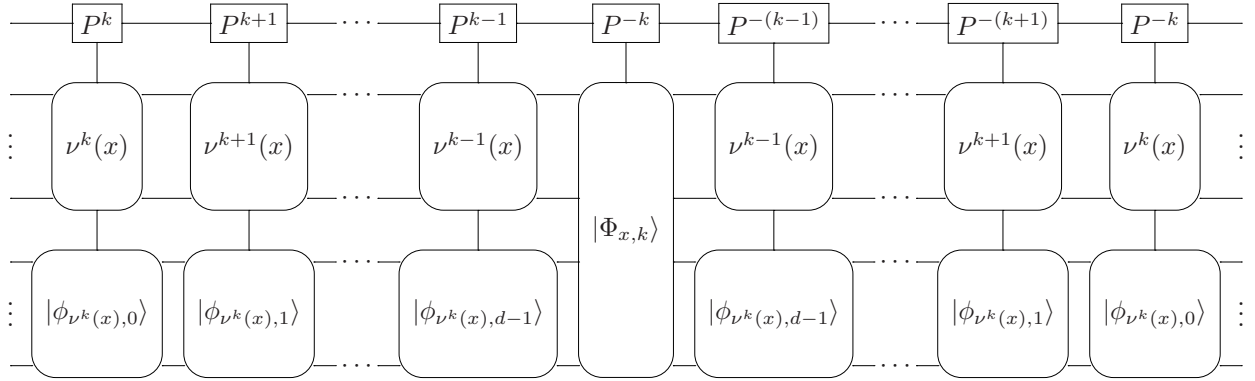 P^k P^{k+1} ··· P^{k−1} P^{−k} P^{−(k−1)} ··· P^{−(k+1)} P^{−k}
··· ···
⋮ ν^k(x) ν^{k+1}(x) ν^{k−1}(x) ν^{k−1}(x) ν^{k+1}(x) ν^k(x) ⋮
··· ···
|Φ_{x,k}⟩
··· ···
⋮ |ϕ_{ν^k(x),0}⟩ |ϕ_{ν^k(x),1}⟩ |ϕ_{ν^k(x),d−1}⟩ |ϕ_{ν^k(x),d−1}⟩ |ϕ_{ν^k(x),1}⟩ |ϕ_{ν^k(x),0}⟩ ⋮
··· ···